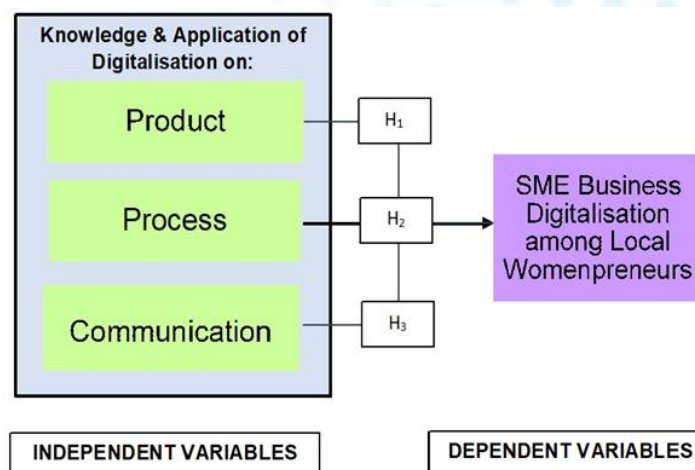 Knowledge & Application of
Digitalisation on:
Product
H₁
Process
H₂
Communication
H₃
SME Business
Digitalisation
among Local
Womenpreneurs
INDEPENDENT VARIABLES
DEPENDENT VARIABLES